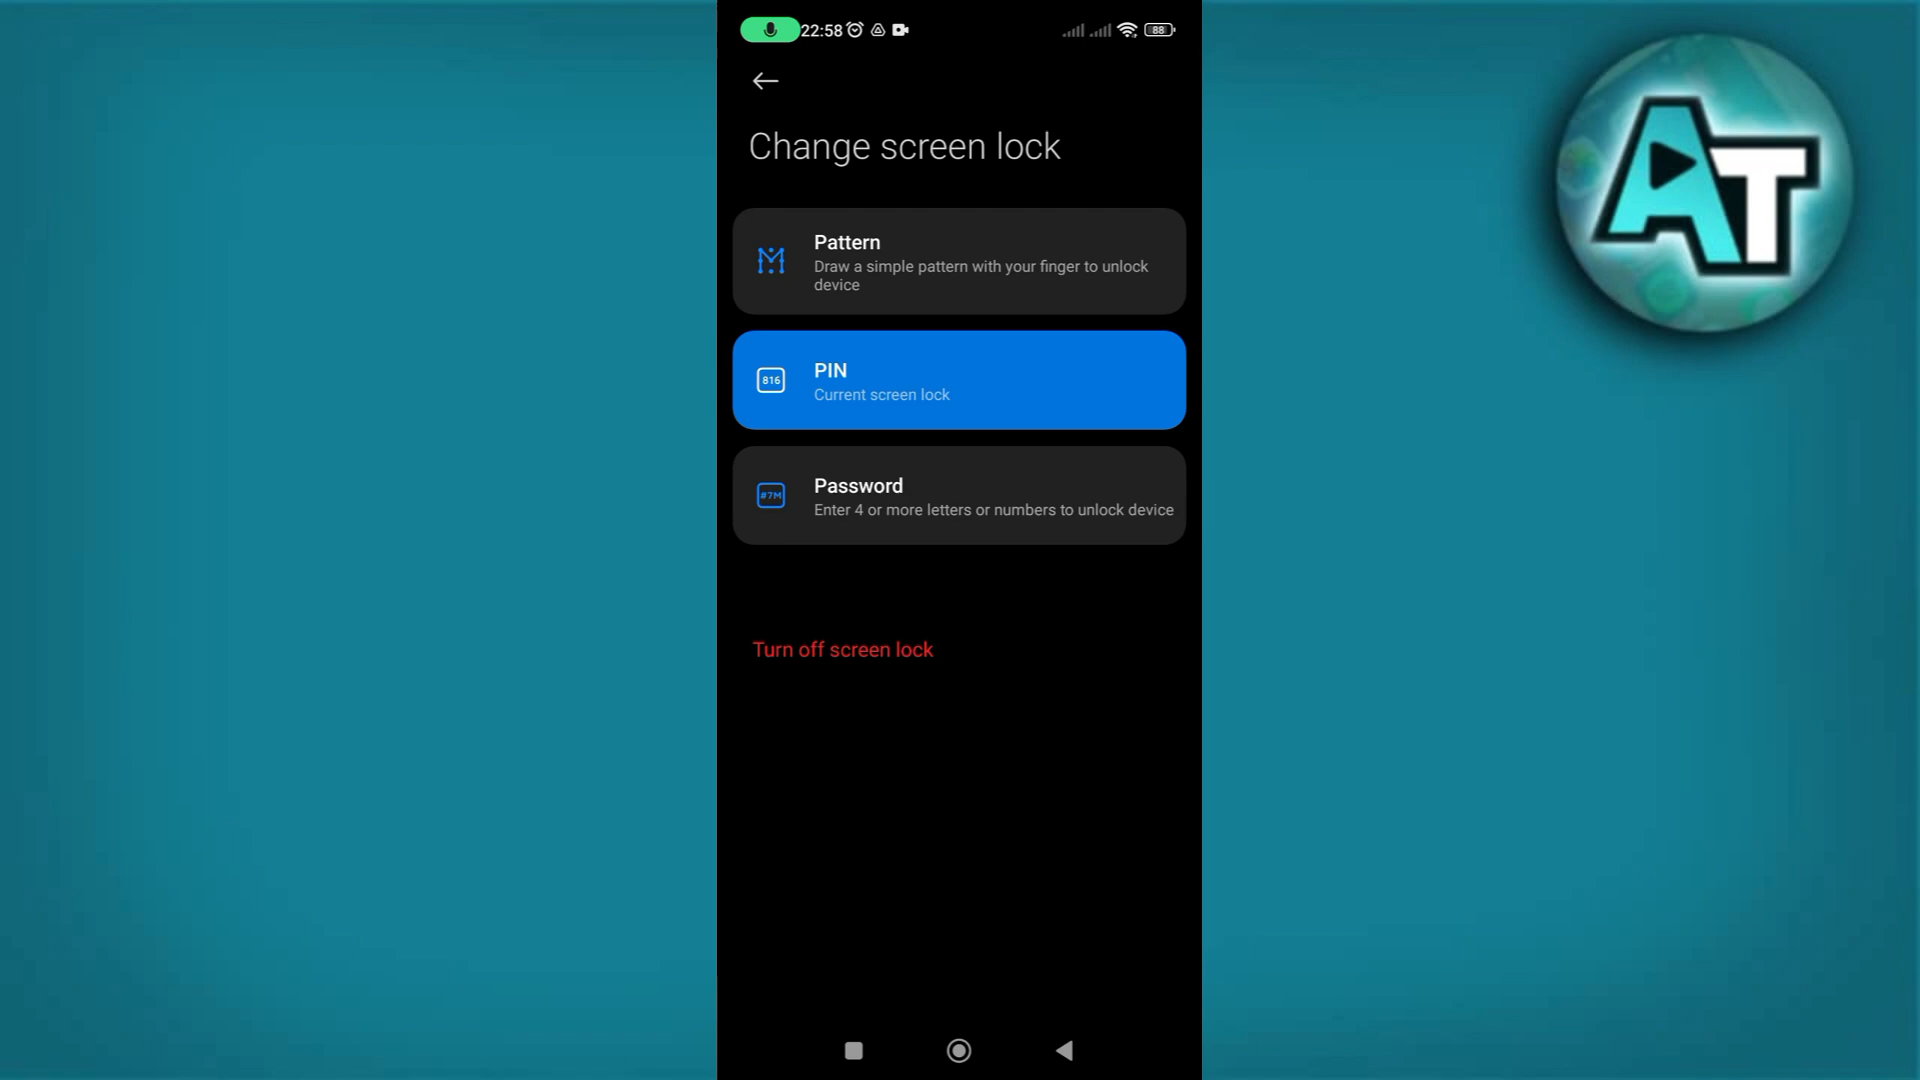 22:58
88
Change screen lock
Pattern
Draw a simple pattern with your finger to unlock
device
816
PIN
Current screen lock
#7M
Password
Enter 4 or more letters or numbers to unlock device
Turn off screen lock
AT